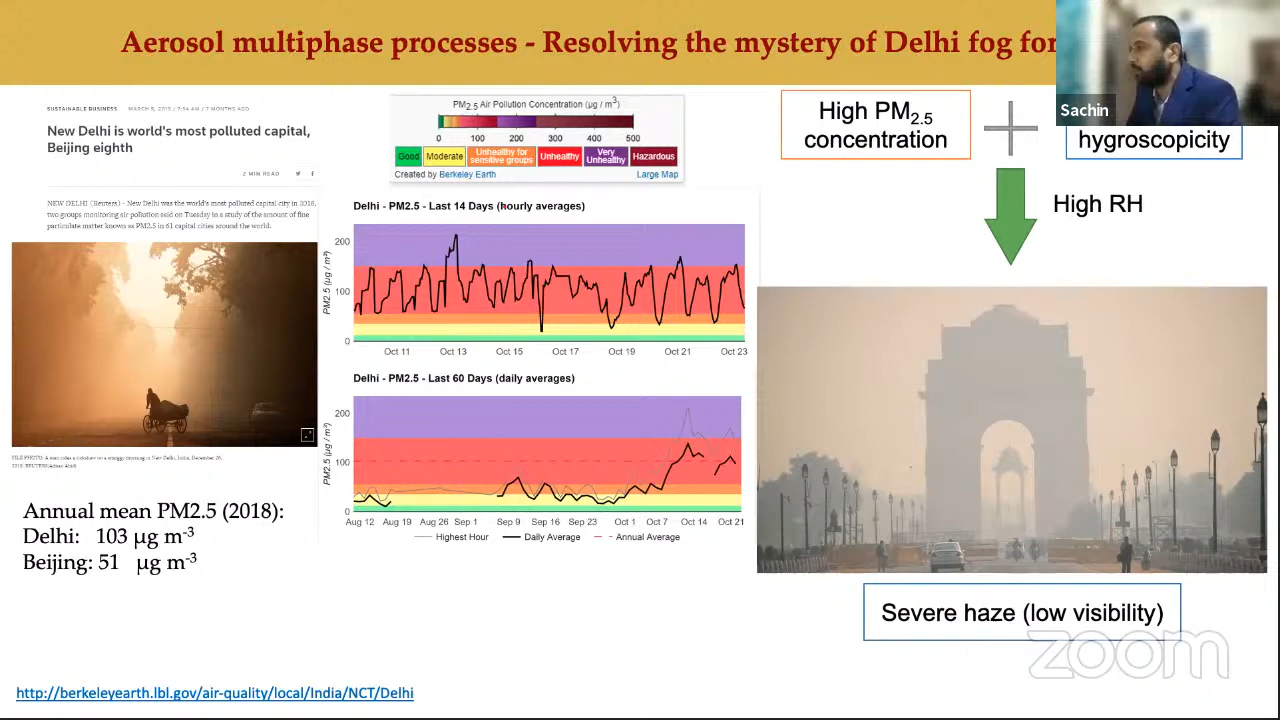 Aerosol multiphase processes - Resolving the mystery of Delhi fog for
Sachin
SUSTAINABLE BUSINESS MARCH 5, 2019 / 7:54 AM / 7 MONTHS AGO
New Delhi is world's most polluted capital,
Beijing eighth
2 MIN READ
NEW DELHI (Reuters) - New Delhi was the world's most polluted capital city in 2018,
two groups monitoring air pollution said on Tuesday in a study of the amount of fine
particulate matter known as PM2.5 in 61 capital cities around the world.
FILE PHOTO: A man rides a rickshaw on a smoggy morning in New Delhi, India, December 26,
2018. REUTERS/Adnan Abidi
Annual mean PM2.5 (2018):
Delhi: 103 µg m-3
Beijing: 51 µg m-3
http://berkeleyearth.lbl.gov/air-quality/local/India/NCT/Delhi
PM2.5 Air Pollution Concentration (µg / m3)
0 100 200 300 400 500
Good Moderate Unhealthy for sensitive groups Unhealthy Very Unhealthy Hazardous
Created by Berkeley Earth Large Map
Delhi - PM2.5 - Last 14 Days (hourly averages)
PM2.5 (µg / m³)
200
100
0
Oct 11 Oct 13 Oct 15 Oct 17 Oct 19 Oct 21 Oct 23
Delhi - PM2.5 - Last 60 Days (daily averages)
PM2.5 (µg / m³)
200
100
0
Aug 12 Aug 19 Aug 26 Sep 1 Sep 9 Sep 16 Sep 23 Oct 1 Oct 7 Oct 14 Oct 21
Highest Hour Daily Average Annual Average
High PM2.5
concentration
hygroscopicity
High RH
Severe haze (low visibility)
zoom